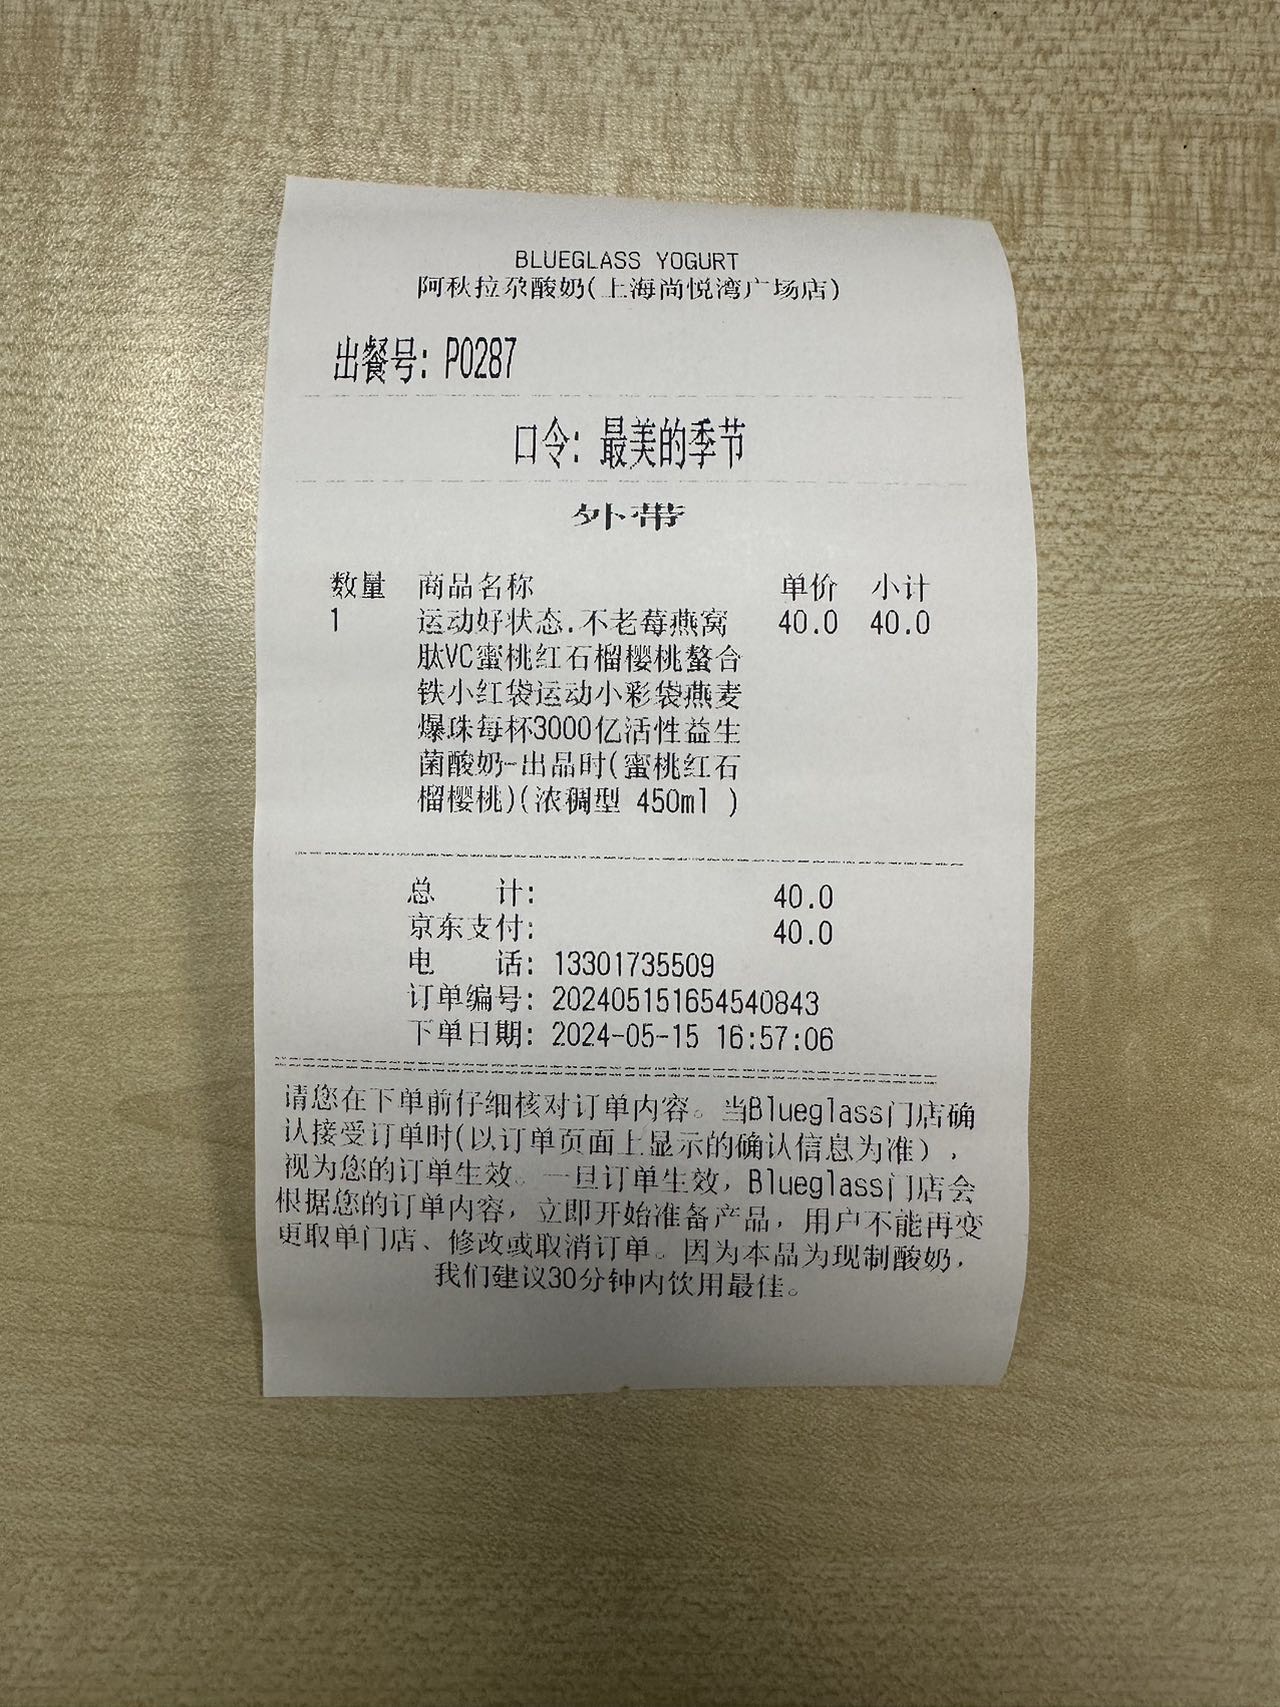 BLUEGLASS YOGURT
阿秋拉尕酸奶(上海尚悦湾广场店)
出餐号: P0287
口令: 最美的季节
外带
数量 商品名称 单价 小计
1 运动好状态.不老莓燕窝 40.0 40.0
肽VC蜜桃红石榴樱桃螯合
铁小红袋运动小彩袋燕麦
爆珠每杯3000亿活性益生
菌酸奶-出品时(蜜桃红石
榴樱桃)(浓稠型 450ml )
总 计: 40.0
京东支付: 40.0
电 话: 13301735509
订单编号: 202405151654540843
下单日期: 2024-05-15 16:57:06
请您在下单前仔细核对订单内容。当Blueglass门店确
认接受订单时(以订单页面上显示的确认信息为准),
视为您的订单生效。一旦订单生效, Blueglass门店会
根据您的订单内容, 立即开始准备产品, 用户不能再变
更取单门店、修改或取消订单。因为本品为现制酸奶,
我们建议30分钟内饮用最佳。